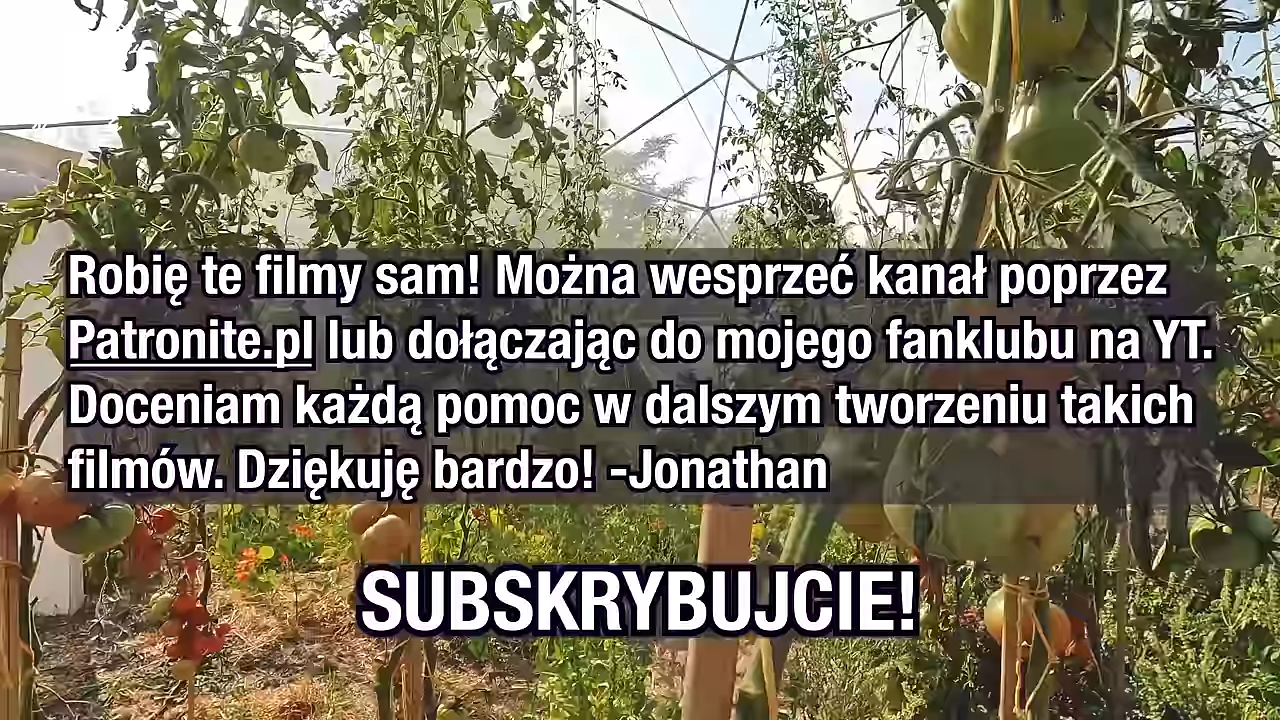 Robię te filmy sam! Można wesprzeć kanał poprzez
Patronite.pl lub dołączając do mojego fanklubu na YT.
Doceniam każdą pomoc w dalszym tworzeniu takich
filmów. Dziękuję bardzo! -Jonathan
SUBSKRYBUJCIE!